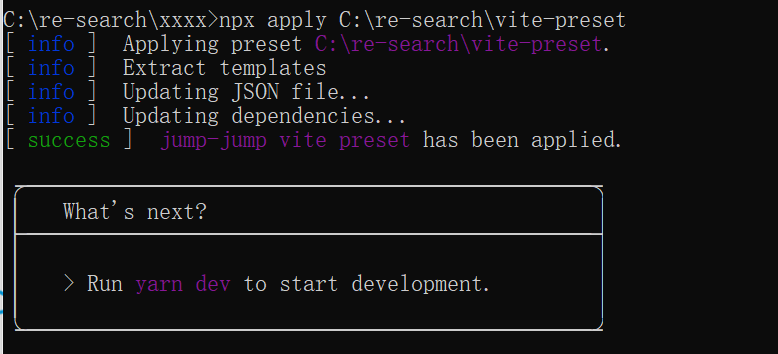 C:\re-search\xxxx>npx apply C:\re-search\vite-preset
[ info ]  Applying preset C:\re-search\vite-preset.
[ info ]  Extract templates
[ info ]  Updating JSON file...
[ info ]  Updating dependencies...
[ success ]  jump-jump vite preset has been applied.
What's next?
> Run yarn dev to start development.